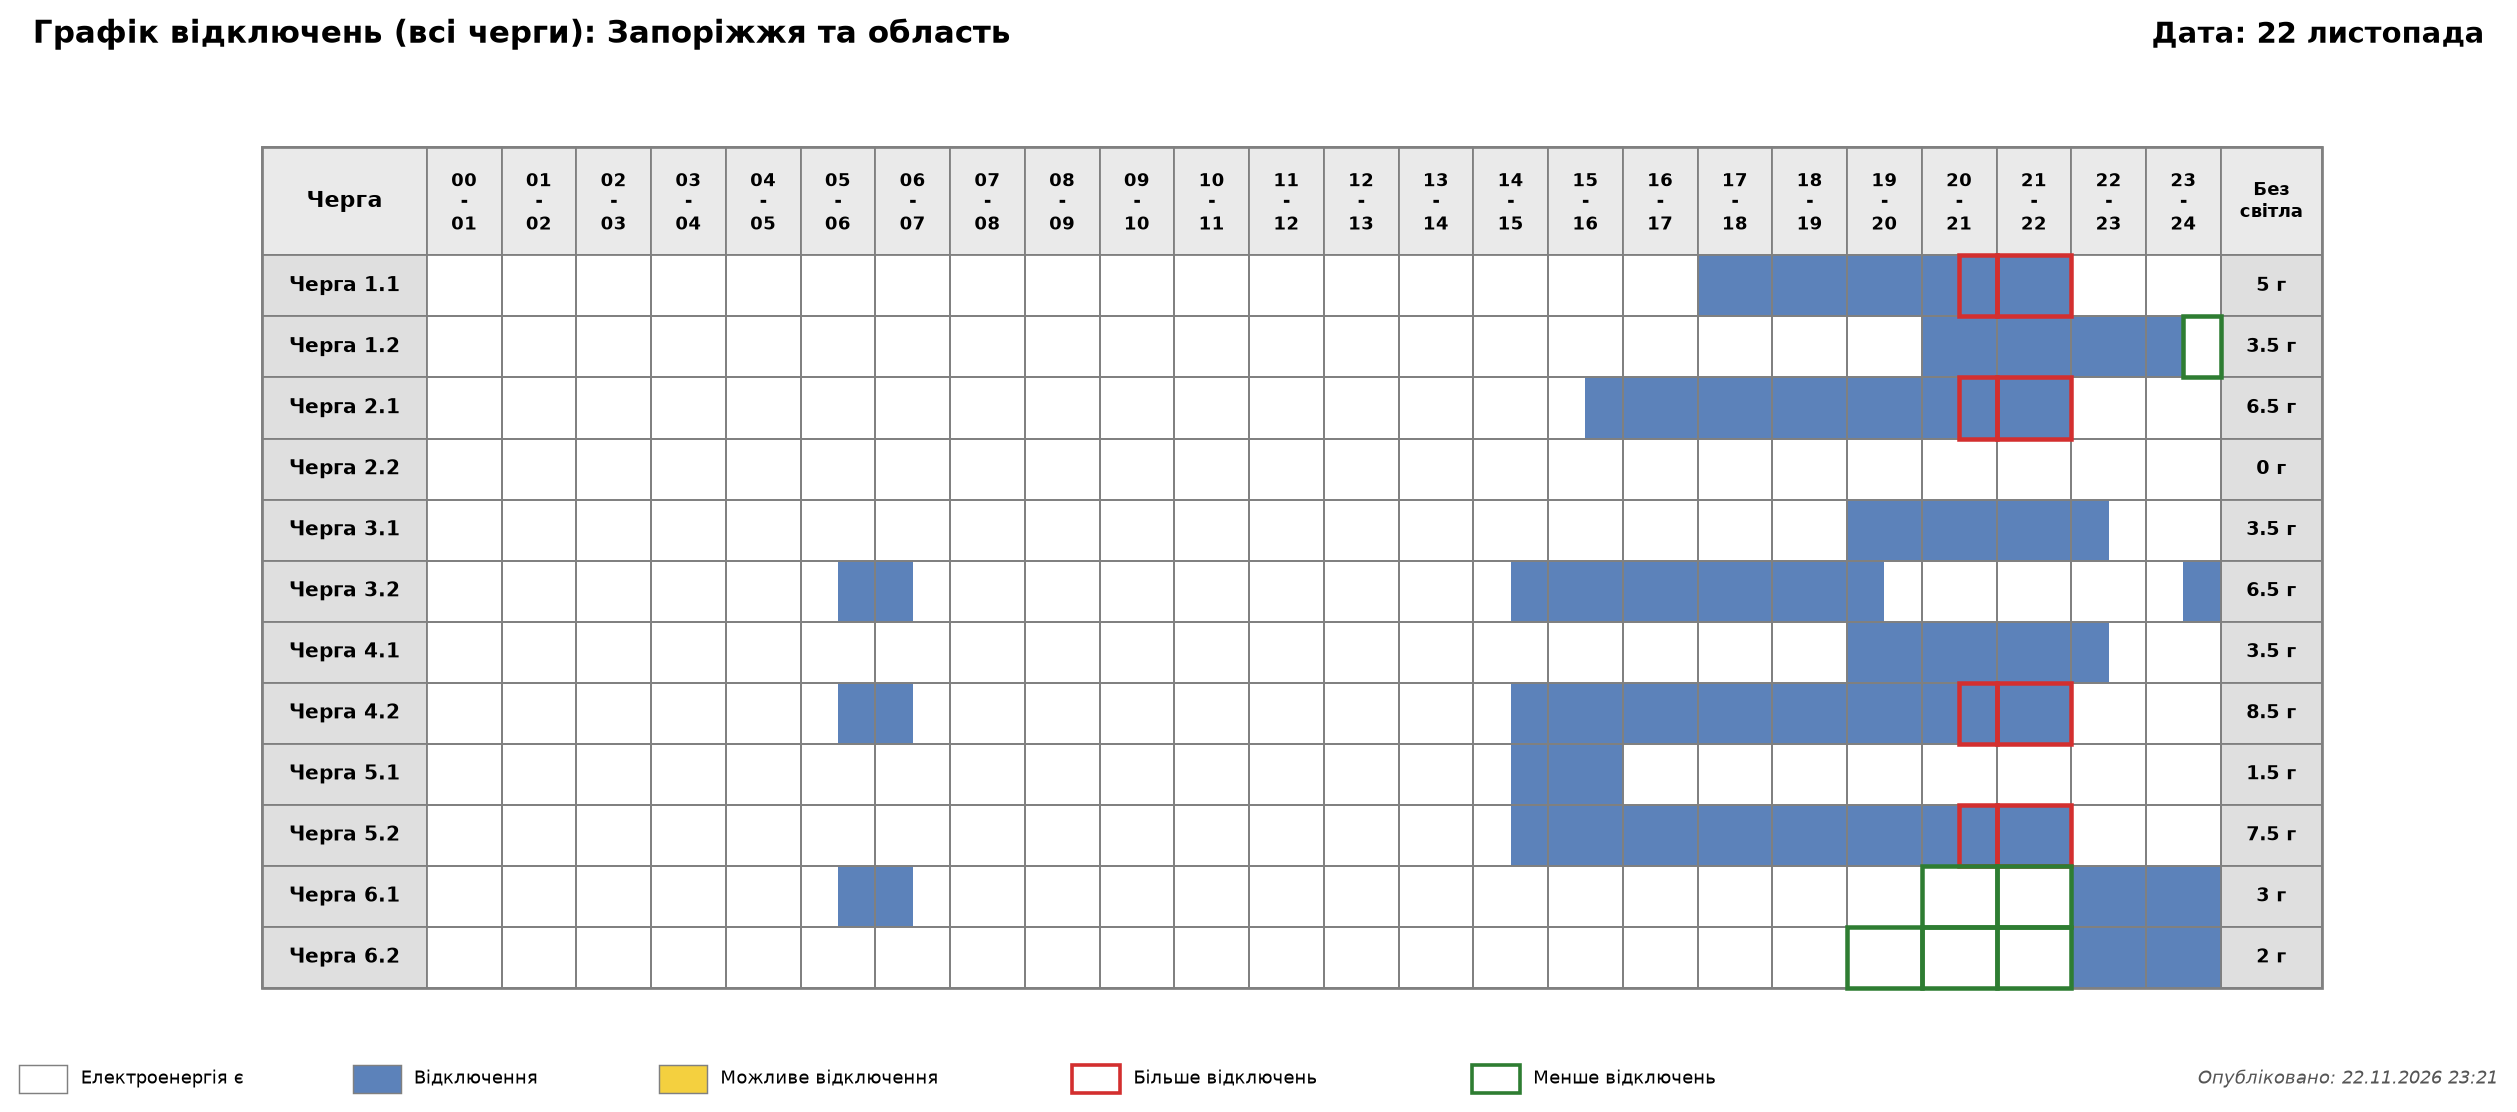 Графік відключень (всі черги): Запоріжжя та область
Дата: 22 листопада
Черга 00 - 01 01 - 02 02 - 03 03 - 04 04 - 05 05 - 06 06 - 07 07 - 08 08 - 09 09 - 10 10 - 11 11 - 12 12 - 13 13 - 14 14 - 15 15 - 16 16 - 17 17 - 18 18 - 19 19 - 20 20 - 21 21 - 22 22 - 23 23 - 24 Без світла
Черга 1.1 5 г
Черга 1.2 3.5 г
Черга 2.1 6.5 г
Черга 2.2 0 г
Черга 3.1 3.5 г
Черга 3.2 6.5 г
Черга 4.1 3.5 г
Черга 4.2 8.5 г
Черга 5.1 1.5 г
Черга 5.2 7.5 г
Черга 6.1 3 г
Черга 6.2 2 г
Електроенергія є
Відключення
Можливе відключення
Більше відключень
Менше відключень
Опубліковано: 22.11.2026 23:21